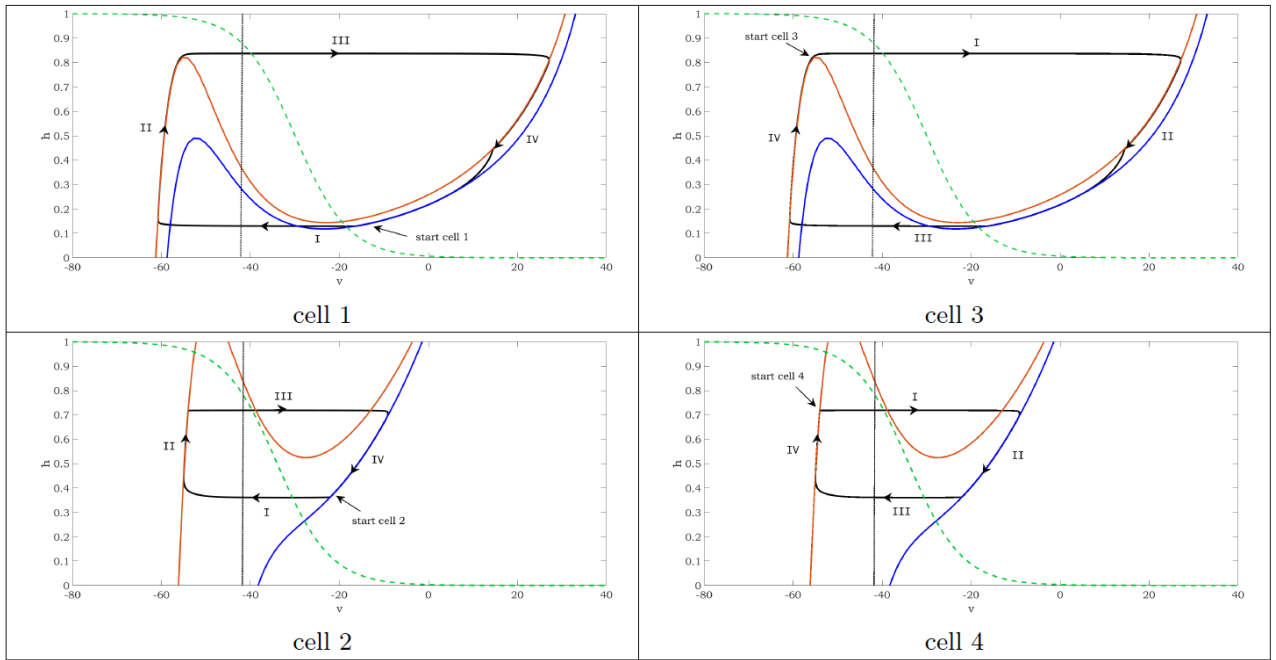 1
0.9
0.8
0.7
0.6
0.5
0.4
0.3
0.2
0.1
0
h
III
II
IV
I
start cell 1
-80 -60 -40 -20 0 20 40
v
cell 1
1
0.9
0.8
0.7
0.6
0.5
0.4
0.3
0.2
0.1
0
h
start cell 3
I
IV
II
III
-80 -60 -40 -20 0 20 40
v
cell 3
1
0.9
0.8
0.7
0.6
0.5
0.4
0.3
0.2
0.1
0
h
III
II
IV
I
start cell 2
-80 -60 -40 -20 0 20 40
v
cell 2
1
0.9
0.8
0.7
0.6
0.5
0.4
0.3
0.2
0.1
0
h
start cell 4
I
IV
II
III
-80 -60 -40 -20 0 20 40
v
cell 4